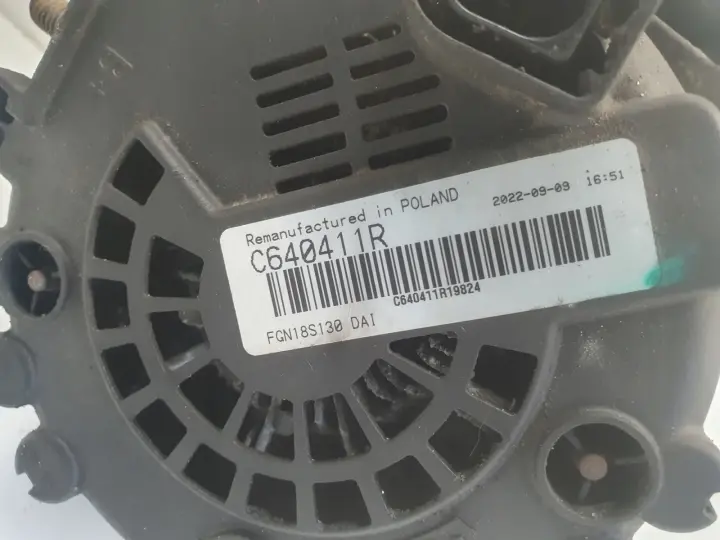 Remanufactured in POLAND 2022-09-09 16:51
C640411R
C640411R19824
FGN18S130 DAI